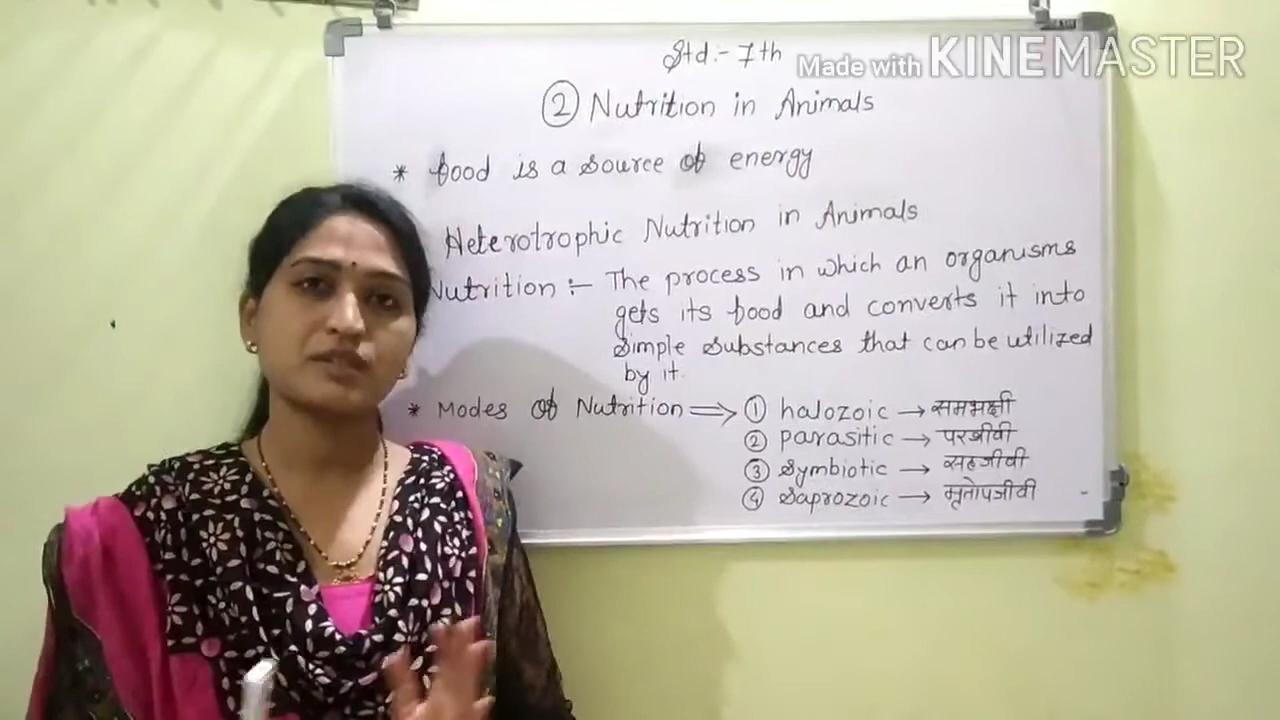 Std:- 7th
Made with KINEMASTER
② Nutrition in Animals
* food is a source of energy
Heterotrophic Nutrition in Animals
Nutrition :- The process in which an organisms
gets its food and converts it into
simple substances that can be utilized
by it.
* Modes of Nutrition ⟹ ① halozoic → समभक्षी
② parasitic → परजीवी
③ symbiotic → सहजीवी
④ saprozoic → मृतोपजीवी